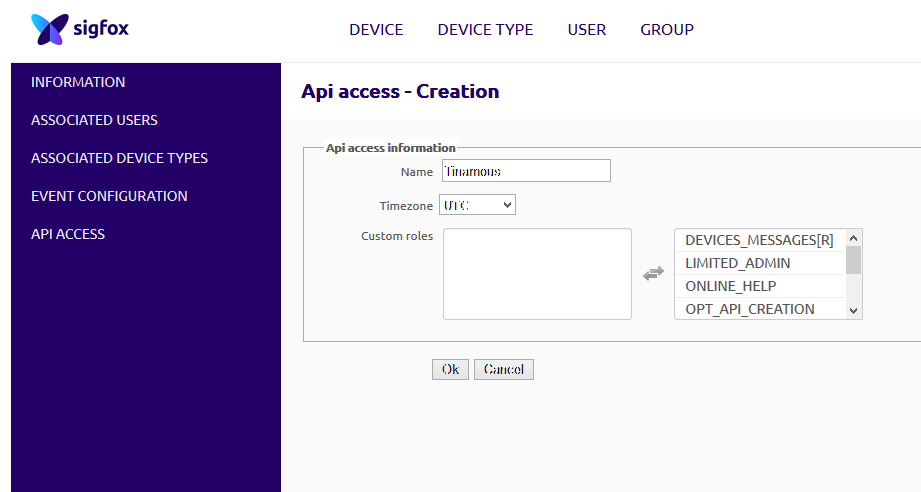 sigfox
DEVICE DEVICE TYPE USER GROUP
INFORMATION
ASSOCIATED USERS
ASSOCIATED DEVICE TYPES
EVENT CONFIGURATION
API ACCESS
Api access - Creation
Api access information
Name Tinamous
Timezone UTC
Custom roles
DEVICES_MESSAGES[R]
LIMITED_ADMIN
ONLINE_HELP
OPT_API_CREATION
Ok Cancel